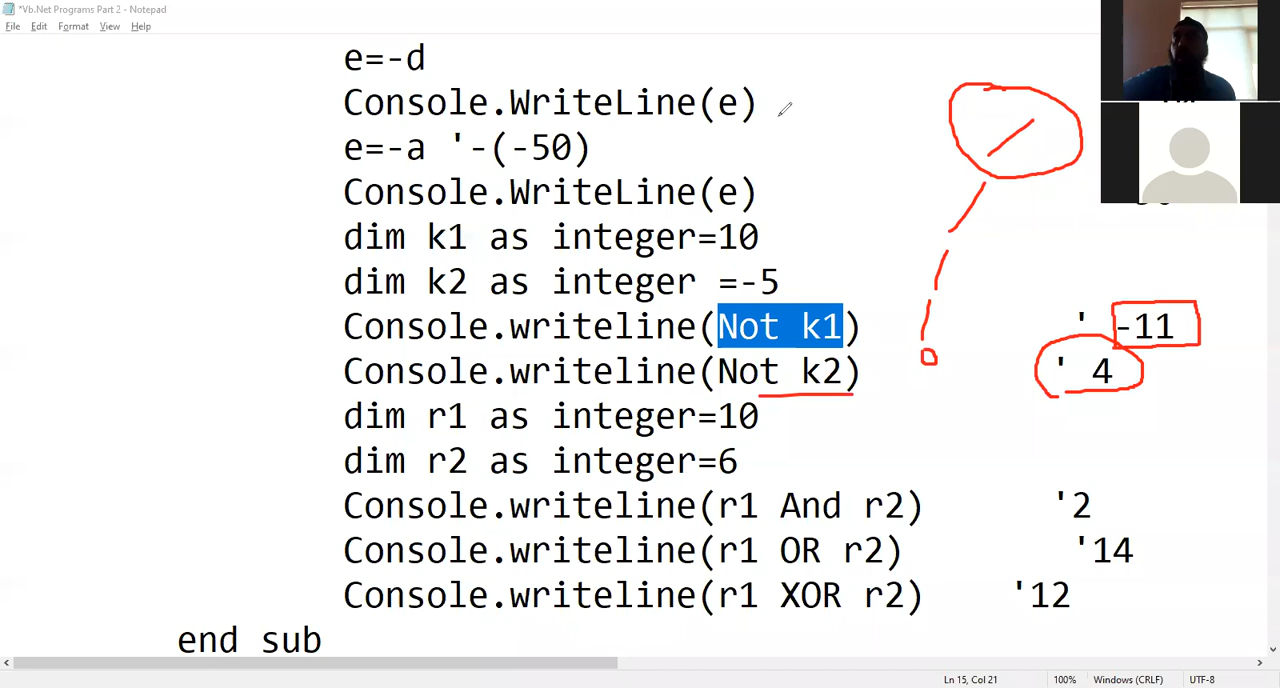 *Vb.Net Programs Part 2 - Notepad
File Edit Format View Help
e=-d
Console.WriteLine(e)
e=-a '-(-50)
Console.WriteLine(e)
dim k1 as integer=10
dim k2 as integer =-5
Console.writeline(Not k1) ' -11
Console.writeline(Not k2) ' 4
dim r1 as integer=10
dim r2 as integer=6
Console.writeline(r1 And r2) '2
Console.writeline(r1 OR r2) '14
Console.writeline(r1 XOR r2) '12
end sub
Ln 15, Col 21 100% Windows (CRLF) UTF-8